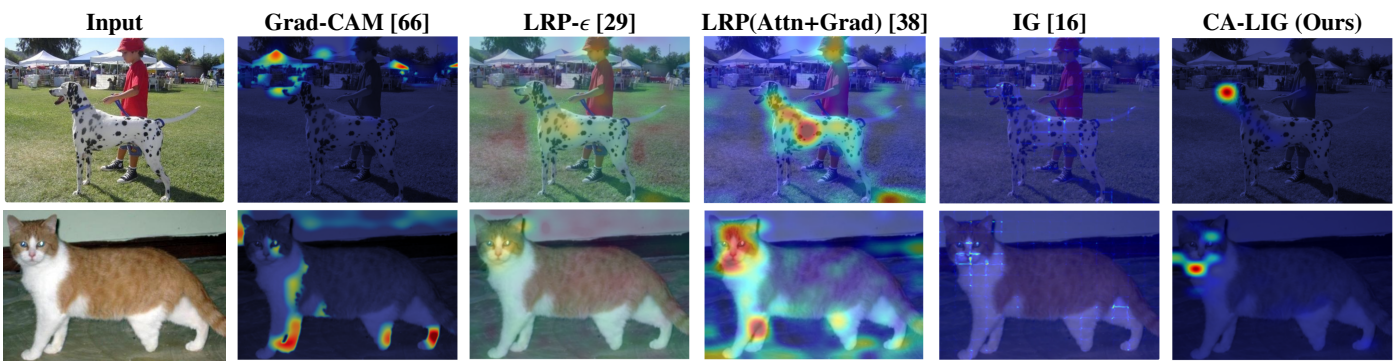 Input Grad-CAM [66] LRP-ϵ [29] LRP(Attn+Grad) [38] IG [16] CA-LIG (Ours)